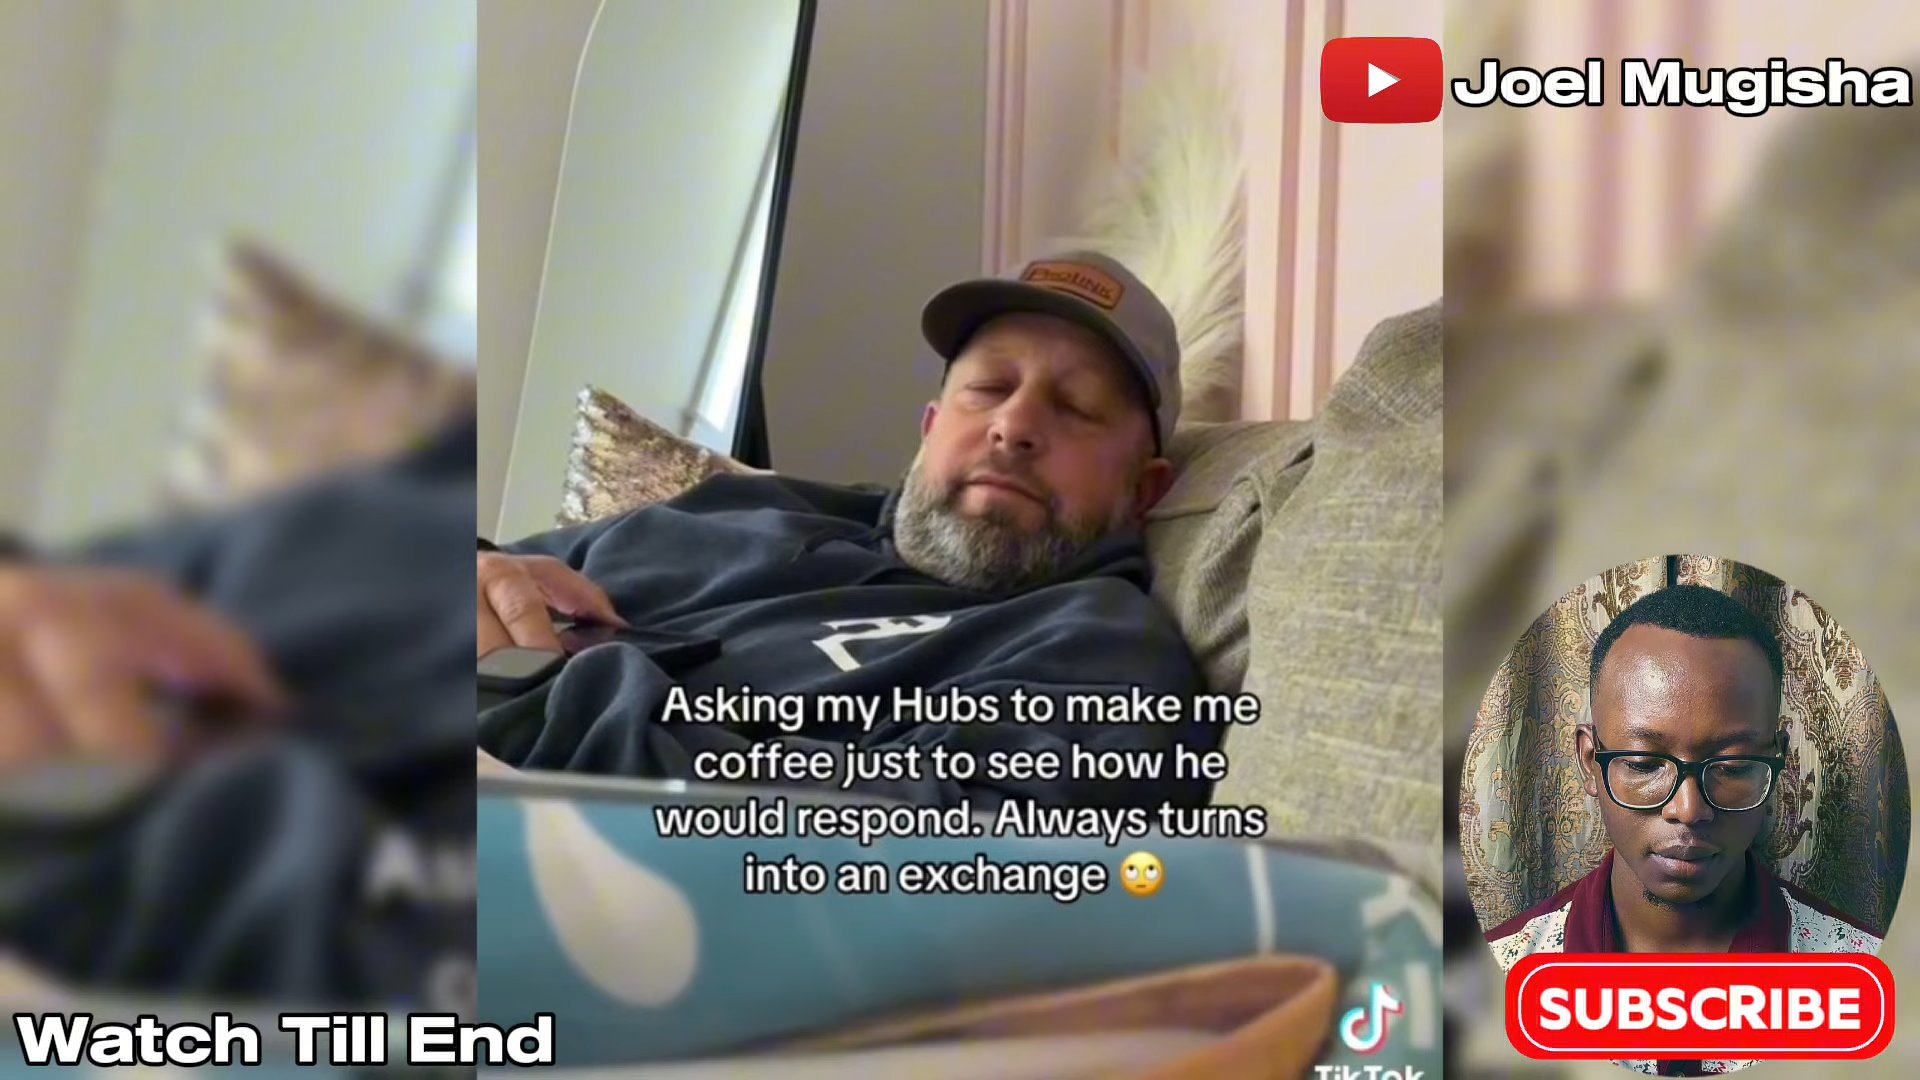 Joel Mugisha
Asking my Hubs to make me
coffee just to see how he
would respond. Always turns
into an exchange 🙄
SUBSCRIBE
Watch Till End
TikTok